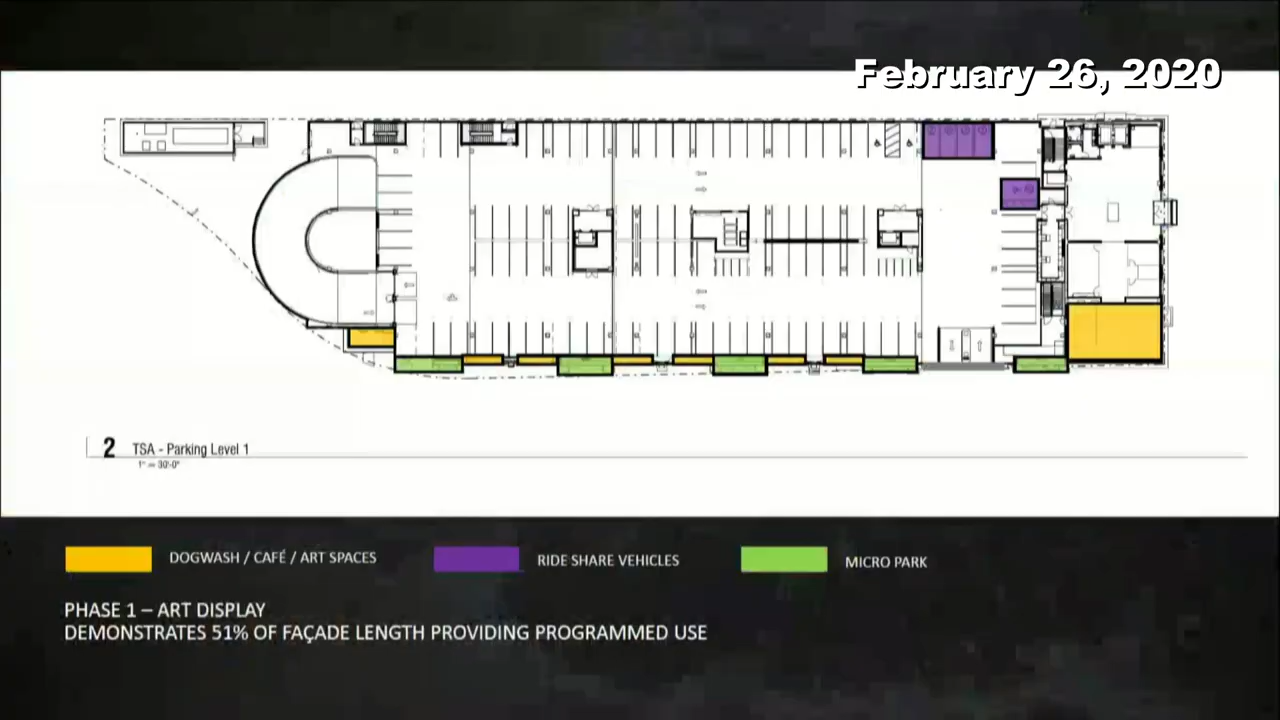 February 26, 2020
2 TSA - Parking Level 1
1" = 30'-0"
DOGWASH / CAFÉ / ART SPACES
RIDE SHARE VEHICLES
MICRO PARK
PHASE 1 – ART DISPLAY
DEMONSTRATES 51% OF FAÇADE LENGTH PROVIDING PROGRAMMED USE